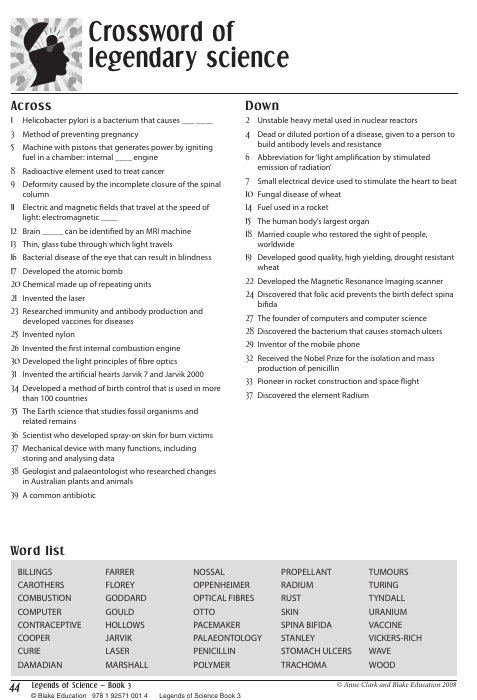 Crossword of
legendary science
Across
1 Helicobacter pylori is a bacterium that causes ___ ____
3 Method of preventing pregnancy
5 Machine with pistons that generates power by igniting
fuel in a chamber: internal ____ engine
8 Radioactive element used to treat cancer
9 Deformity caused by the incomplete closure of the spinal
column
11 Electric and magnetic fields that travel at the speed of
light: electromagnetic ____
12 Brain _____ can be identified by an MRI machine
13 Thin, glass tube through which light travels
16 Bacterial disease of the eye that can result in blindness
17 Developed the atomic bomb
20 Chemical made up of repeating units
21 Invented the laser
23 Researched immunity and antibody production and
developed vaccines for diseases
25 Invented nylon
26 Invented the first internal combustion engine
30 Developed the light principles of fibre optics
31 Invented the artificial hearts Jarvik 7 and Jarvik 2000
34 Developed a method of birth control that is used in more
than 100 countries
35 The Earth science that studies fossil organisms and
related remains
36 Scientist who developed spray-on skin for burn victims
37 Mechanical device with many functions, including
storing and analysing data
38 Geologist and palaeontologist who researched changes
in Australian plants and animals
39 A common antibiotic
Down
2 Unstable heavy metal used in nuclear reactors
4 Dead or diluted portion of a disease, given to a person to
build antibody levels and resistance
6 Abbreviation for 'light amplification by stimulated
emission of radiation'
7 Small electrical device used to stimulate the heart to beat
10 Fungal disease of wheat
14 Fuel used in a rocket
15 The human body's largest organ
18 Married couple who restored the sight of people,
worldwide
19 Developed good quality, high yielding, drought resistant
wheat
22 Developed the Magnetic Resonance Imaging scanner
24 Discovered that folic acid prevents the birth defect spina
bifida
27 The founder of computers and computer science
28 Discovered the bacterium that causes stomach ulcers
29 Inventor of the mobile phone
32 Received the Nobel Prize for the isolation and mass
production of penicillin
33 Pioneer in rocket construction and space flight
37 Discovered the element Radium
Word list
BILLINGS FARRER NOSSAL PROPELLANT TUMOURS
CAROTHERS FLOREY OPPENHEIMER RADIUM TURING
COMBUSTION GODDARD OPTICAL FIBRES RUST TYNDALL
COMPUTER GOULD OTTO SKIN URANIUM
CONTRACEPTIVE HOLLOWS PACEMAKER SPINA BIFIDA VACCINE
COOPER JARVIK PALAEONTOLOGY STANLEY VICKERS-RICH
CURIE LASER PENICILLIN STOMACH ULCERS WAVE
DAMADIAN MARSHALL POLYMER TRACHOMA WOOD
44 Legends of Science – Book 3 © Anne Clark and Blake Education 2008
© Blake Education 978 1 92571 001 4 Legends of Science Book 3